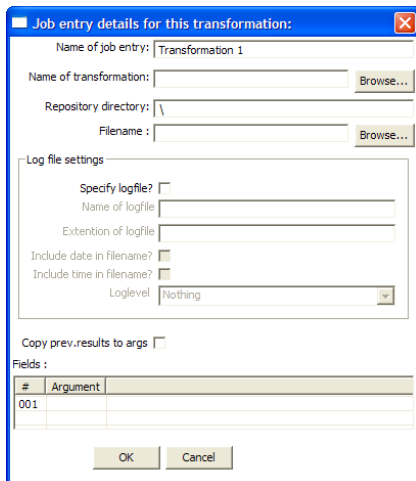 Job entry details for this transformation:
Name of job entry: Transformation 1
Name of transformation: Browse...
Repository directory: \
Filename : Browse...
Log file settings
Specify logfile?
Name of logfile
Extention of logfile
Include date in filename?
Include time in filename?
Loglevel Nothing
Copy prev.results to args
Fields :
# Argument
001
OK Cancel